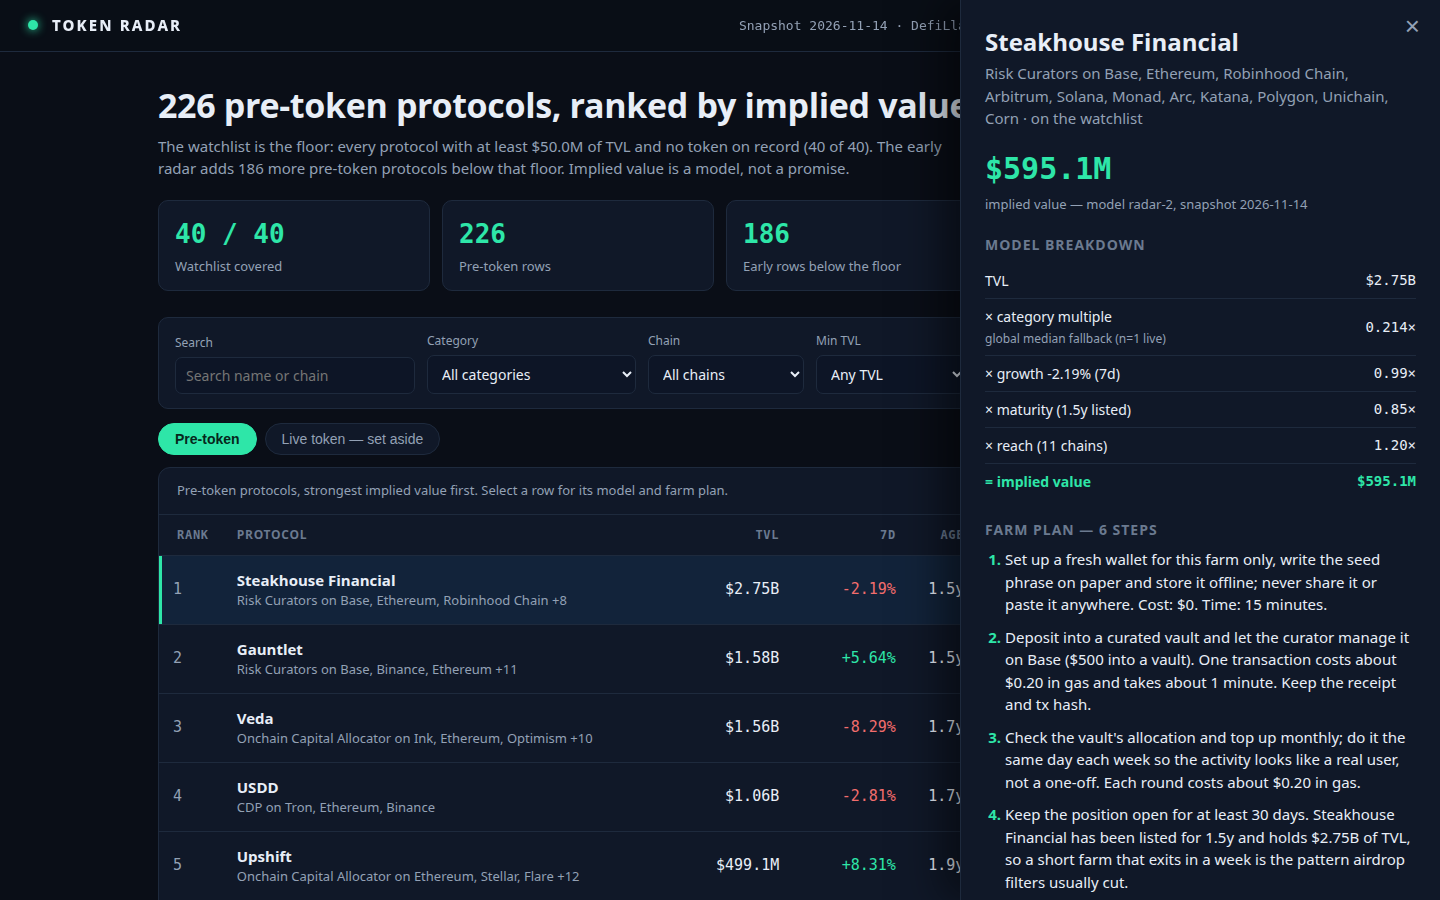 TOKEN RADAR
Snapshot 2026-11-14 · DefiLla
226 pre-token protocols, ranked by implied value
The watchlist is the floor: every protocol with at least $50.0M of TVL and no token on record (40 of 40). The early
radar adds 186 more pre-token protocols below that floor. Implied value is a model, not a promise.
40 / 40
Watchlist covered
226
Pre-token rows
186
Early rows below the floor
Search
Search name or chain
Category
All categories
Chain
All chains
Min TVL
Any TVL
Pre-token
Live token — set aside
Pre-token protocols, strongest implied value first. Select a row for its model and farm plan.
RANK PROTOCOL TVL 7D AGE
1 Steakhouse Financial $2.75B -2.19% 1.5y
Risk Curators on Base, Ethereum, Robinhood Chain +8
2 Gauntlet $1.58B +5.64% 1.5y
Risk Curators on Base, Binance, Ethereum +11
3 Veda $1.56B -8.29% 1.7y
Onchain Capital Allocator on Ink, Ethereum, Optimism +10
4 USDD $1.06B -2.81% 1.7y
CDP on Tron, Ethereum, Binance
5 Upshift $499.1M +8.31% 1.9y
Onchain Capital Allocator on Ethereum, Stellar, Flare +12
✕
Steakhouse Financial
Risk Curators on Base, Ethereum, Robinhood Chain,
Arbitrum, Solana, Monad, Arc, Katana, Polygon, Unichain,
Corn · on the watchlist
$595.1M
implied value — model radar-2, snapshot 2026-11-14
MODEL BREAKDOWN
TVL $2.75B
× category multiple 0.214×
global median fallback (n=1 live)
× growth -2.19% (7d) 0.99×
× maturity (1.5y listed) 0.85×
× reach (11 chains) 1.20×
= implied value $595.1M
FARM PLAN — 6 STEPS
1. Set up a fresh wallet for this farm only, write the seed
phrase on paper and store it offline; never share it or
paste it anywhere. Cost: $0. Time: 15 minutes.
2. Deposit into a curated vault and let the curator manage it
on Base ($500 into a vault). One transaction costs about
$0.20 in gas and takes about 1 minute. Keep the receipt
and tx hash.
3. Check the vault's allocation and top up monthly; do it the
same day each week so the activity looks like a real user,
not a one-off. Each round costs about $0.20 in gas.
4. Keep the position open for at least 30 days. Steakhouse
Financial has been listed for 1.5y and holds $2.75B of TVL,
so a short farm that exits in a week is the pattern airdrop
filters usually cut.